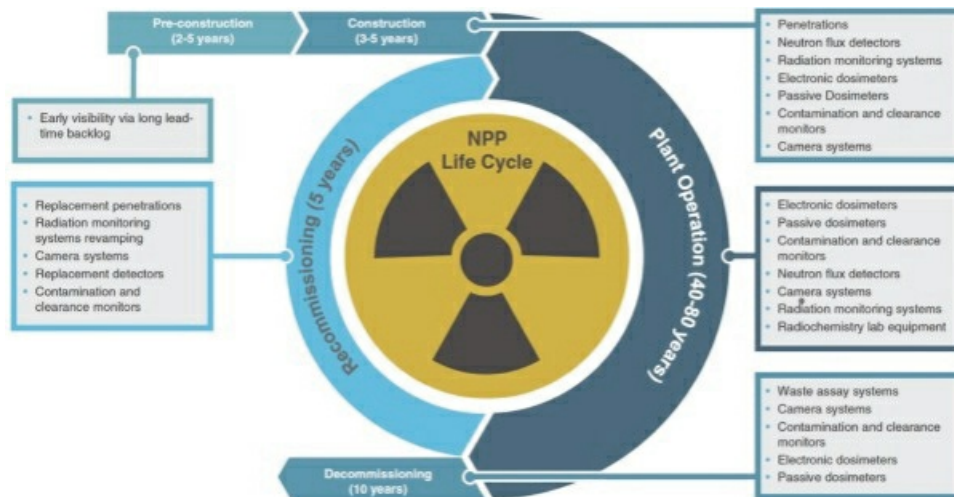 Pre-construction
(2-5 years)
Construction
(3-5 years)
• Early visibility via long lead-
time backlog
• Penetrations
• Neutron flux detectors
• Radiation monitoring systems
• Electronic dosimeters
• Passive Dosimeters
• Contamination and clearance
monitors
• Camera systems
NPP
Life Cycle
Plant Operation (40-80 years)
• Electronic dosimeters
• Passive dosimeters
• Contamination and clearance
monitors
• Neutron flux detectors
• Camera systems
• Radiation monitoring systems
• Radiochemistry lab equipment
Recommissioning (5 years)
• Replacement penetrations
• Radiation monitoring
systems revamping
• Camera systems
• Replacement detectors
• Contamination and
clearance monitors
Decommissioning
(10 years)
• Waste assay systems
• Camera systems
• Contamination and clearance
monitors
• Electronic dosimeters
• Passive dosimeters